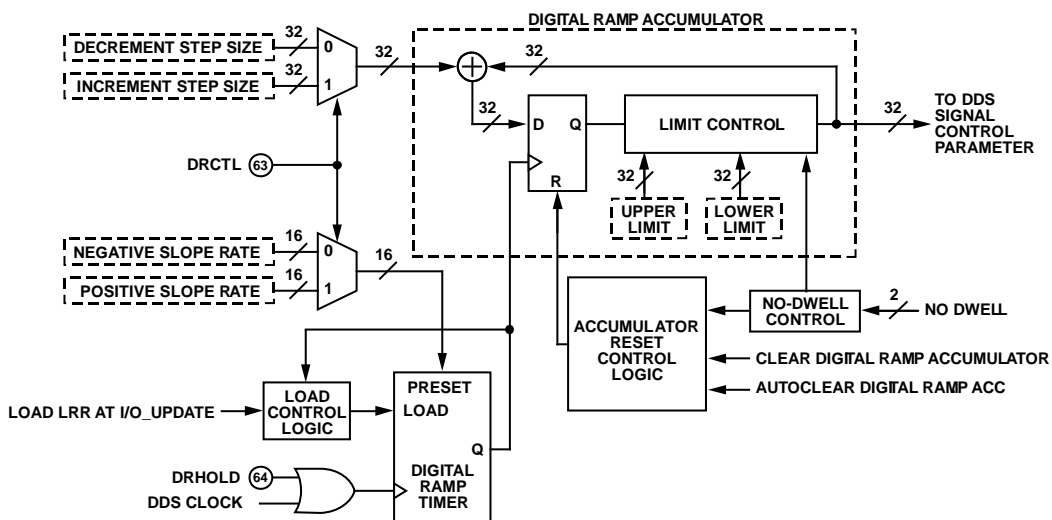 DIGITAL RAMP ACCUMULATOR
DECREMENT STEP SIZE
32
0
INCREMENT STEP SIZE
32
1
32
32
32
D
Q
R
LIMIT CONTROL
32
TO DDS
SIGNAL
CONTROL
PARAMETER
32
32
UPPER
LIMIT
LOWER
LIMIT
DRCTL
63
NEGATIVE SLOPE RATE
16
0
POSITIVE SLOPE RATE
16
1
16
ACCUMULATOR
RESET
CONTROL
LOGIC
NO-DWELL
CONTROL
2
NO DWELL
CLEAR DIGITAL RAMP ACCUMULATOR
AUTOCLEAR DIGITAL RAMP ACC
LOAD LRR AT I/O_UPDATE
LOAD
CONTROL
LOGIC
PRESET
LOAD
Q
DIGITAL
RAMP
TIMER
DRHOLD
64
DDS CLOCK